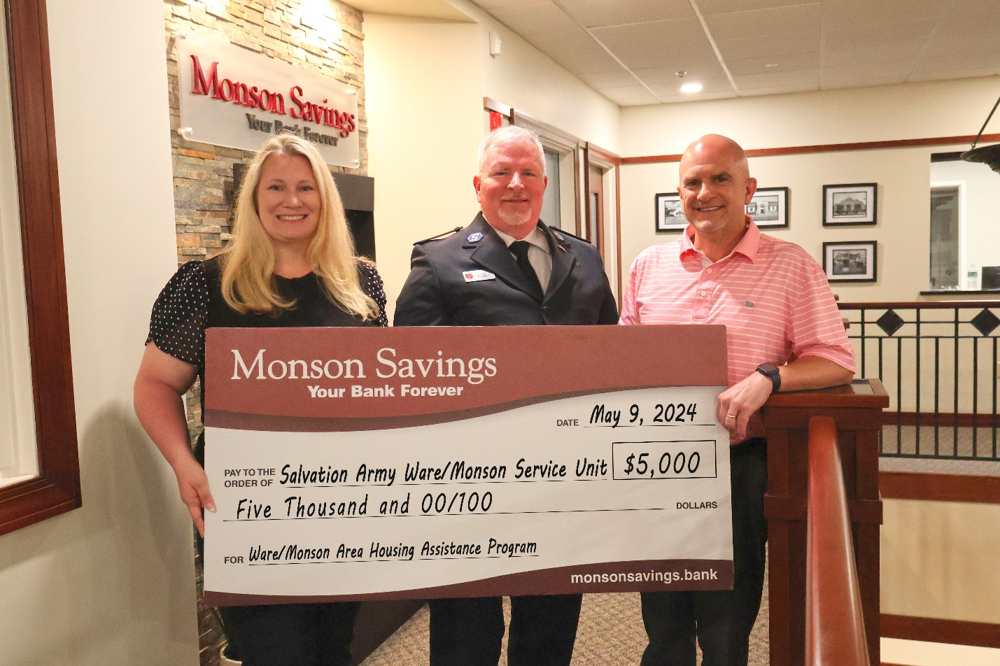 Monson Savings
Your Bank Forever
Monson Savings
Your Bank Forever
DATE May 9, 2024
PAY TO THE ORDER OF Salvation Army Ware/Monson Service Unit $5,000
Five Thousand and 00/100 DOLLARS
FOR Ware/Monson Area Housing Assistance Program
monsonsavings.bank